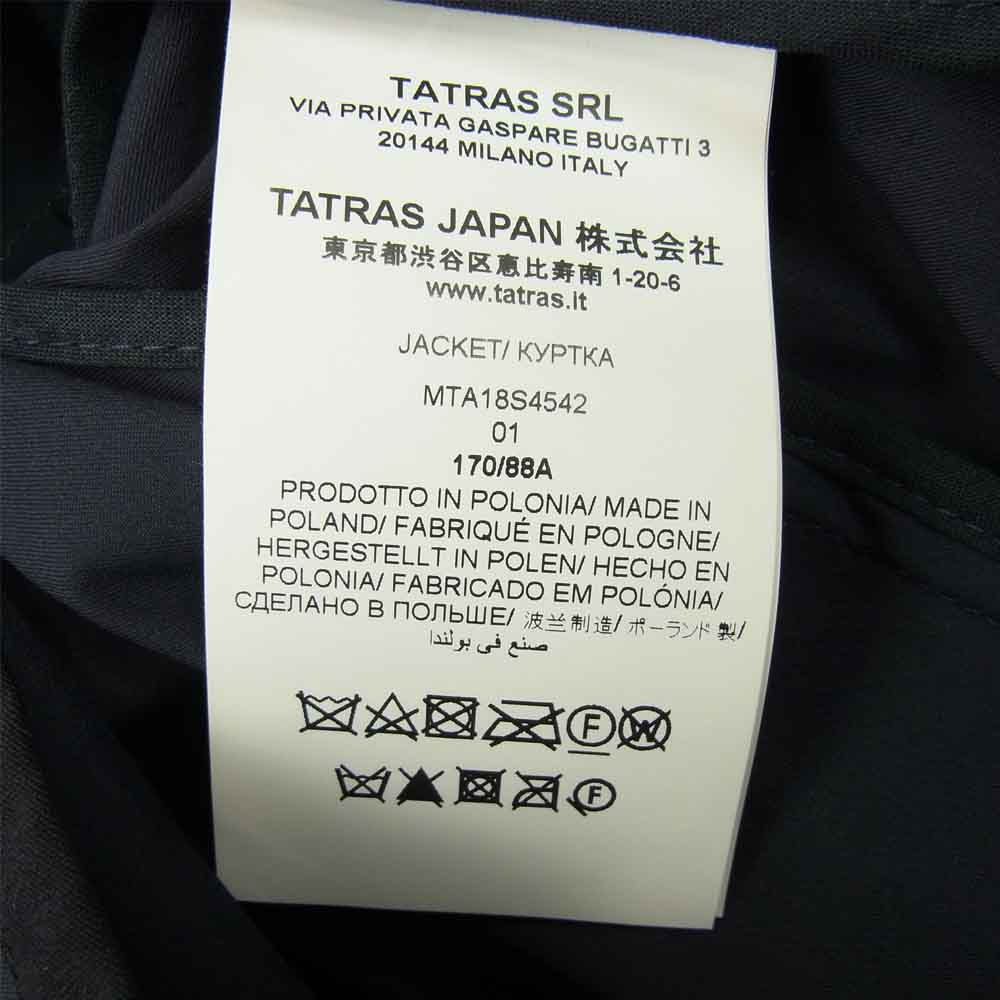 TATRAS SRL
VIA PRIVATA GASPARE BUGATTI 3
20144 MILANO ITALY
TATRAS JAPAN 株式会社
東京都渋谷区恵比寿南 1-20-6
www.tatras.it
JACKET/ КУРТКА
MTA18S4542
01
170/88A
PRODOTTO IN POLONIA/ MADE IN
POLAND/ FABRIQUÉ EN POLOGNE/
HERGESTELLT IN POLEN/ HECHO EN
POLONIA/ FABRICADO EM POLÓNIA/
СДЕЛАНО В ПОЛЬШЕ/ 波兰制造/ ポーランド製/
صنع في بولندا
F W
F